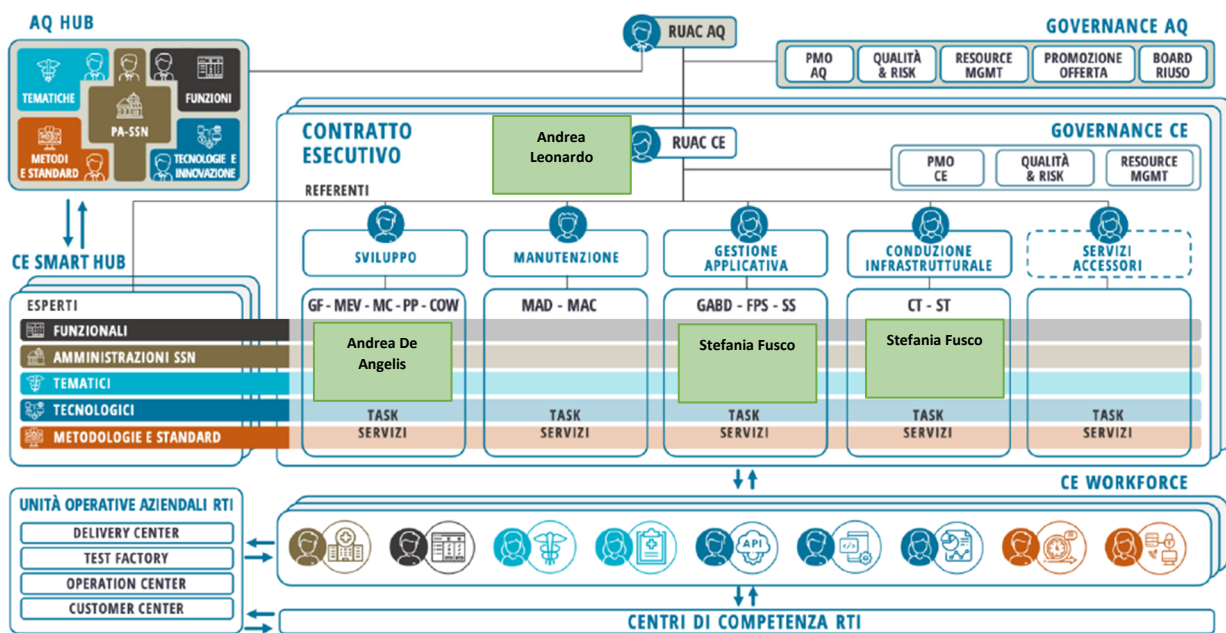 AQ HUB
TEMATICHE
FUNZIONI
PA-SSN
METODI
E STANDARD
TECNOLOGIE E
INNOVAZIONE
RUAC AQ
GOVERNANCE AQ
PMO
AQ
QUALITÀ
& RISK
RESOURCE
MGMT
PROMOZIONE
OFFERTA
BOARD
RIUSO
CONTRATTO
ESECUTIVO
Andrea
Leonardo
RUAC CE
GOVERNANCE CE
PMO
CE
QUALITÀ
& RISK
RESOURCE
MGMT
REFERENTI
SVILUPPO
MANUTENZIONE
GESTIONE
APPLICATIVA
CONDUZIONE
INFRASTRUTTURALE
SERVIZI
ACCESSORI
CE SMART HUB
ESPERTI
FUNZIONALI
AMMINISTRAZIONI SSN
TEMATICI
TECNOLOGICI
METODOLOGIE E STANDARD
GF - MEV - MC - PP - COW
Andrea De
Angelis
TASK
SERVIZI
MAD - MAC
TASK
SERVIZI
GABD - FPS - SS
Stefania Fusco
TASK
SERVIZI
CT - ST
Stefania Fusco
TASK
SERVIZI
TASK
SERVIZI
CE WORKFORCE
UNITÀ OPERATIVE AZIENDALI RTI
DELIVERY CENTER
TEST FACTORY
OPERATION CENTER
CUSTOMER CENTER
API
CENTRI DI COMPETENZA RTI